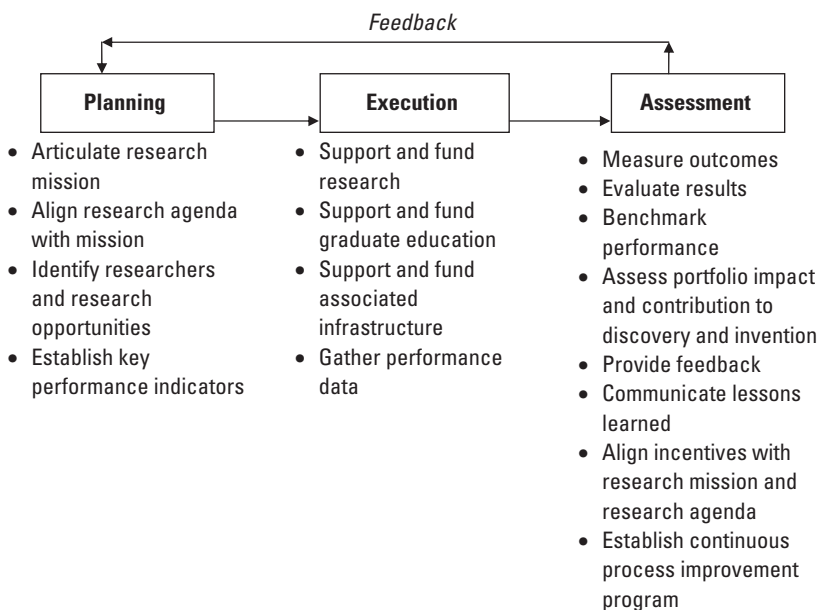 Feedback
Planning
• Articulate research
mission
• Align research agenda
with mission
• Identify researchers
and research
opportunities
• Establish key
performance indicators
Execution
• Support and fund
research
• Support and fund
graduate education
• Support and fund
associated
infrastructure
• Gather performance
data
Assessment
• Measure outcomes
• Evaluate results
• Benchmark
performance
• Assess portfolio impact
and contribution to
discovery and invention
• Provide feedback
• Communicate lessons
learned
• Align incentives with
research mission and
research agenda
• Establish continuous
process improvement
program